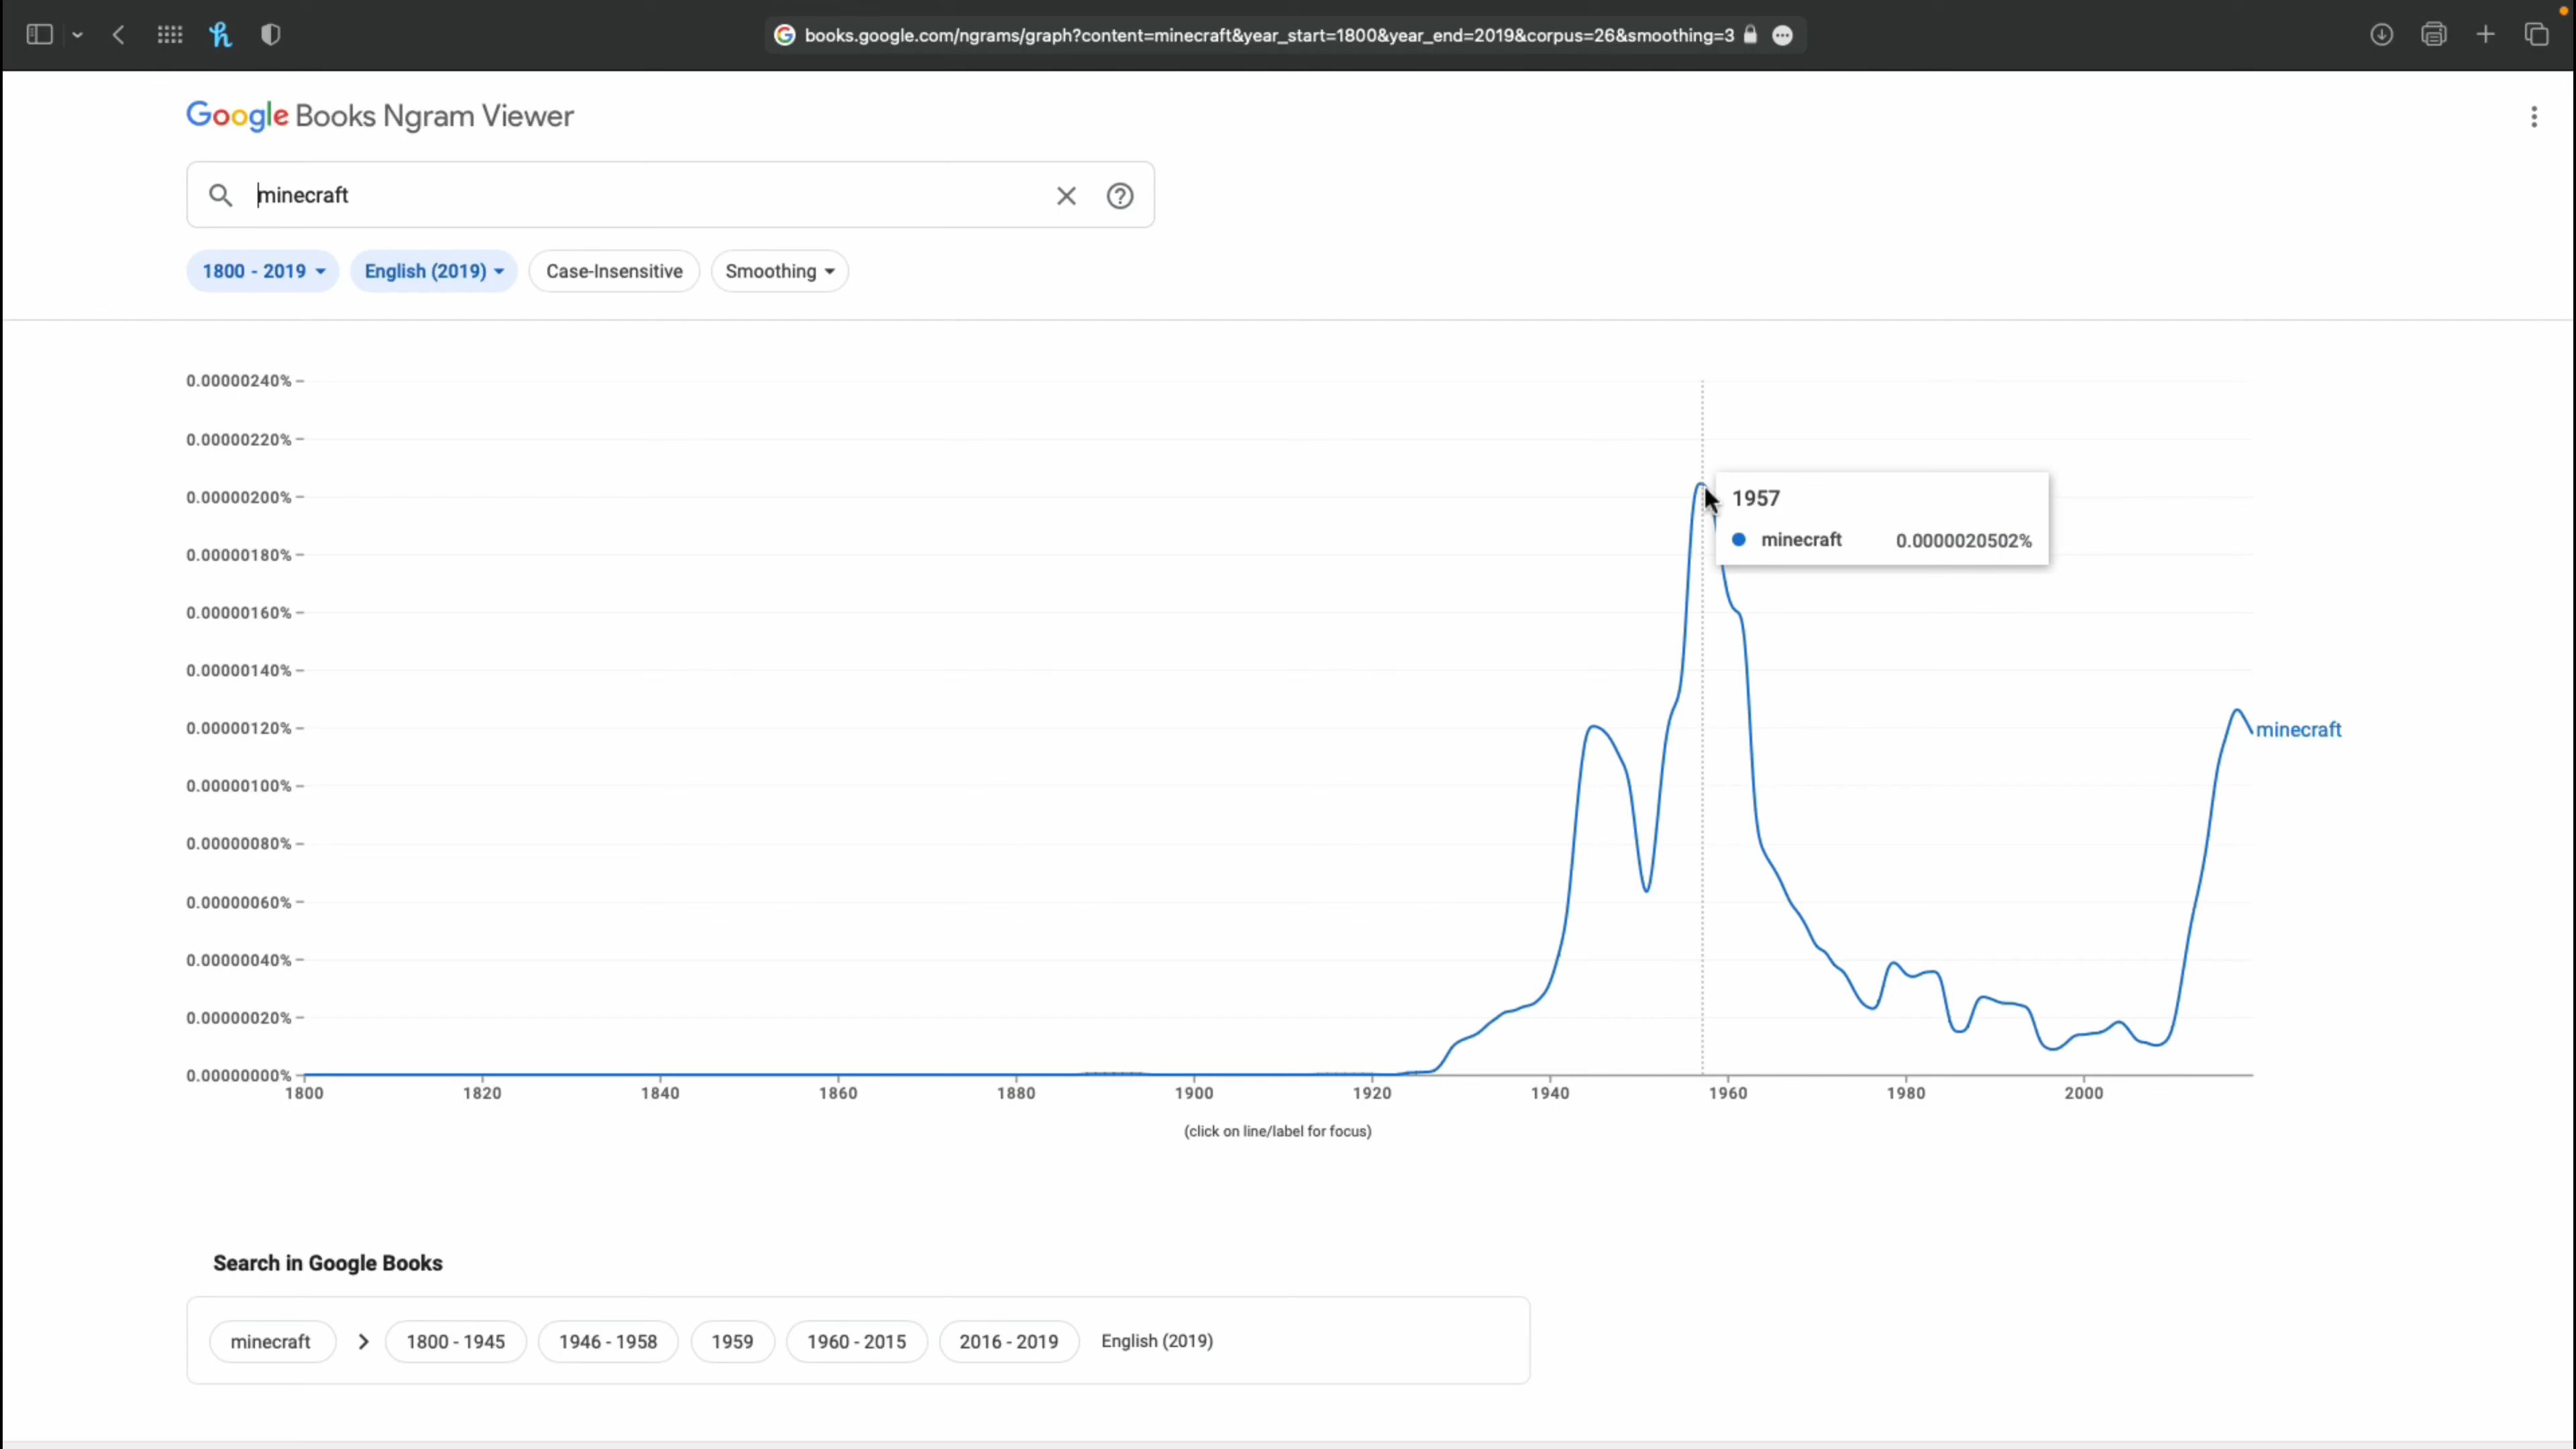 books.google.com/ngrams/graph?content=minecraft&year_start=1800&year_end=2019&corpus=26&smoothing=3
Google Books Ngram Viewer
minecraft
1800 - 2019 English (2019) Case-Insensitive Smoothing
0.00000240%
0.00000220%
0.00000200%
1957
minecraft 0.0000020502%
0.00000180%
0.00000160%
0.00000140%
0.00000120%
minecraft
0.00000100%
0.00000080%
0.00000060%
0.00000040%
0.00000020%
0.00000000%
1800 1820 1840 1860 1880 1900 1920 1940 1960 1980 2000
(click on line/label for focus)
Search in Google Books
minecraft 1800 - 1945 1946 - 1958 1959 1960 - 2015 2016 - 2019 English (2019)